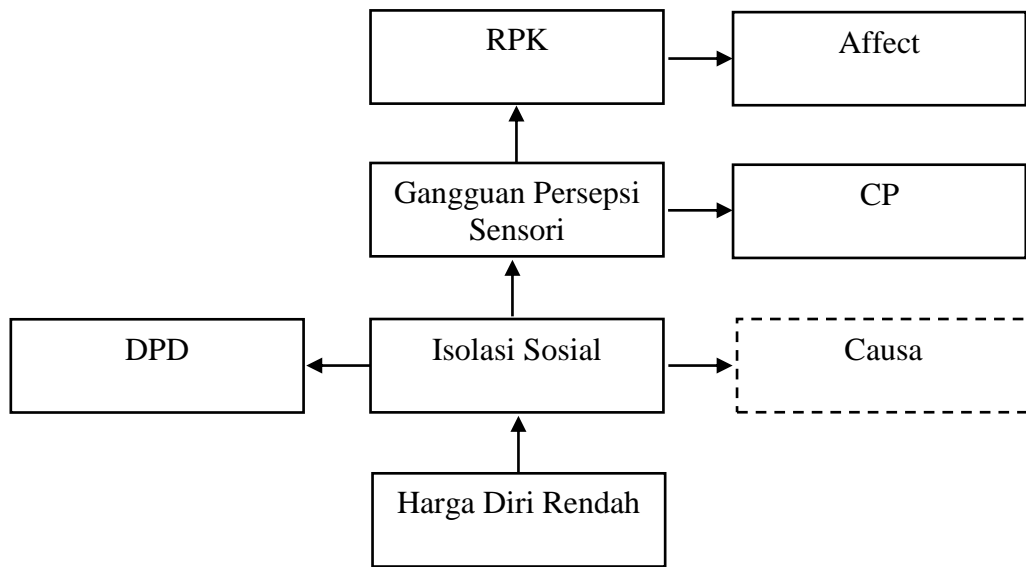 RPK
Affect
Gangguan Persepsi
Sensori
CP
DPD
Isolasi Sosial
Causa
Harga Diri Rendah